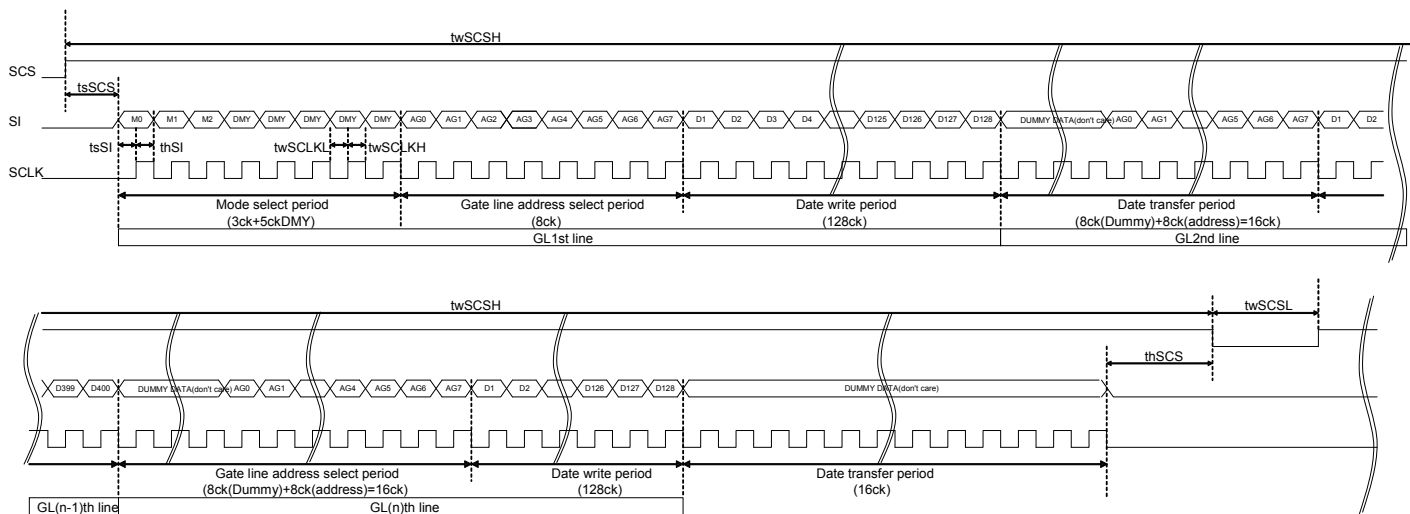 twSCSH
SCS
tsSCS
SI M0 M1 M2 DMY DMY DMY DMY DMY AG0 AG1 AG2 AG3 AG4 AG5 AG6 AG7 D1 D2 D3 D4 D125 D126 D127 D128 DUMMY DATA(don't care) AG0 AG1 AG5 AG6 AG7 D1 D2
tsSI thSI twSCLKL twSCLKH
SCLK
Mode select period Gate line address select period Date write period Date transfer period
(3ck+5ckDMY) (8ck) (128ck) (8ck(Dummy)+8ck(address)=16ck)
GL1st line GL2nd line
twSCSH twSCSL
thSCS
D399 D400 DUMMY DATA(don't care) AG0 AG1 AG4 AG5 AG6 AG7 D1 D2 D126 D127 D128 DUMMY DATA(don't care)
Gate line address select period Date write period Date transfer period
(8ck(Dummy)+8ck(address)=16ck) (128ck) (16ck)
GL(n-1)th line GL(n)th line